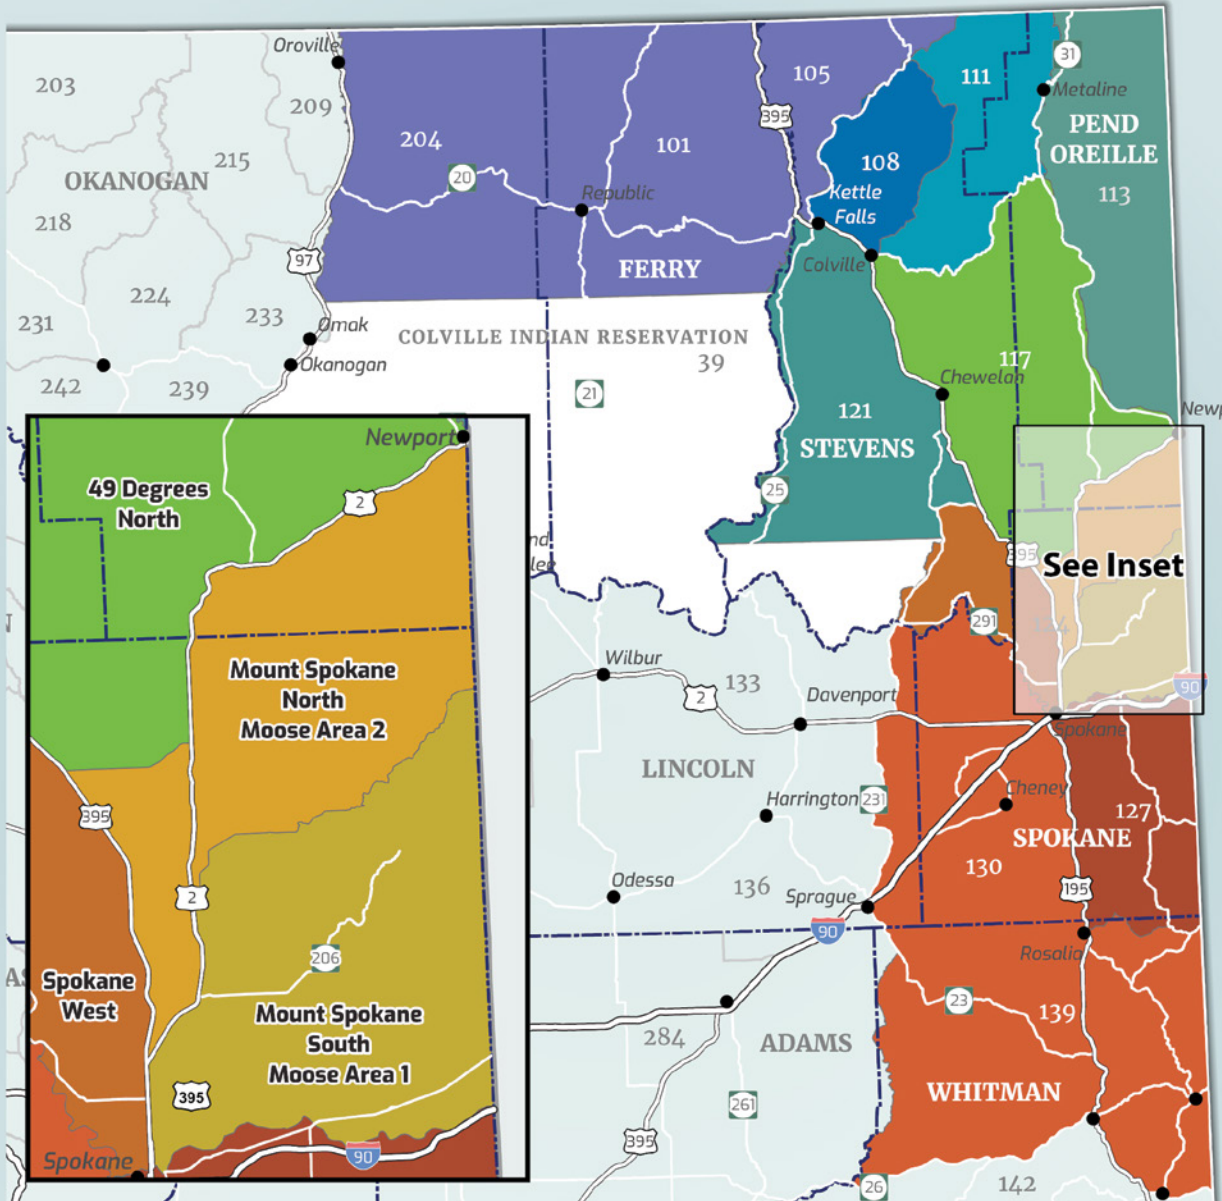 Oroville
203
209
215
OKANOGAN
218
224
233
231
242
239
97
Omak
Okanogan
204
20
101
Republic
FERRY
395
105
108
Kettle
Falls
Colville
111
31
Metaline
PEND
OREILLE
113
COLVILLE INDIAN RESERVATION
39
21
117
Chewelah
121
STEVENS
25
Newp
395
See Inset
124
291
90
Spokane
nd
lee
Wilbur
133
2
Davenport
LINCOLN
Harrington
231
Odessa
136
Sprague
90
Cheney
SPOKANE
127
130
195
Rosalia
23
139
284
ADAMS
WHITMAN
261
395
26
142
N
AS
Newport
49 Degrees
North
2
Mount Spokane
North
Moose Area 2
395
2
206
Spokane
West
Mount Spokane
South
Moose Area 1
395
90
Spokane